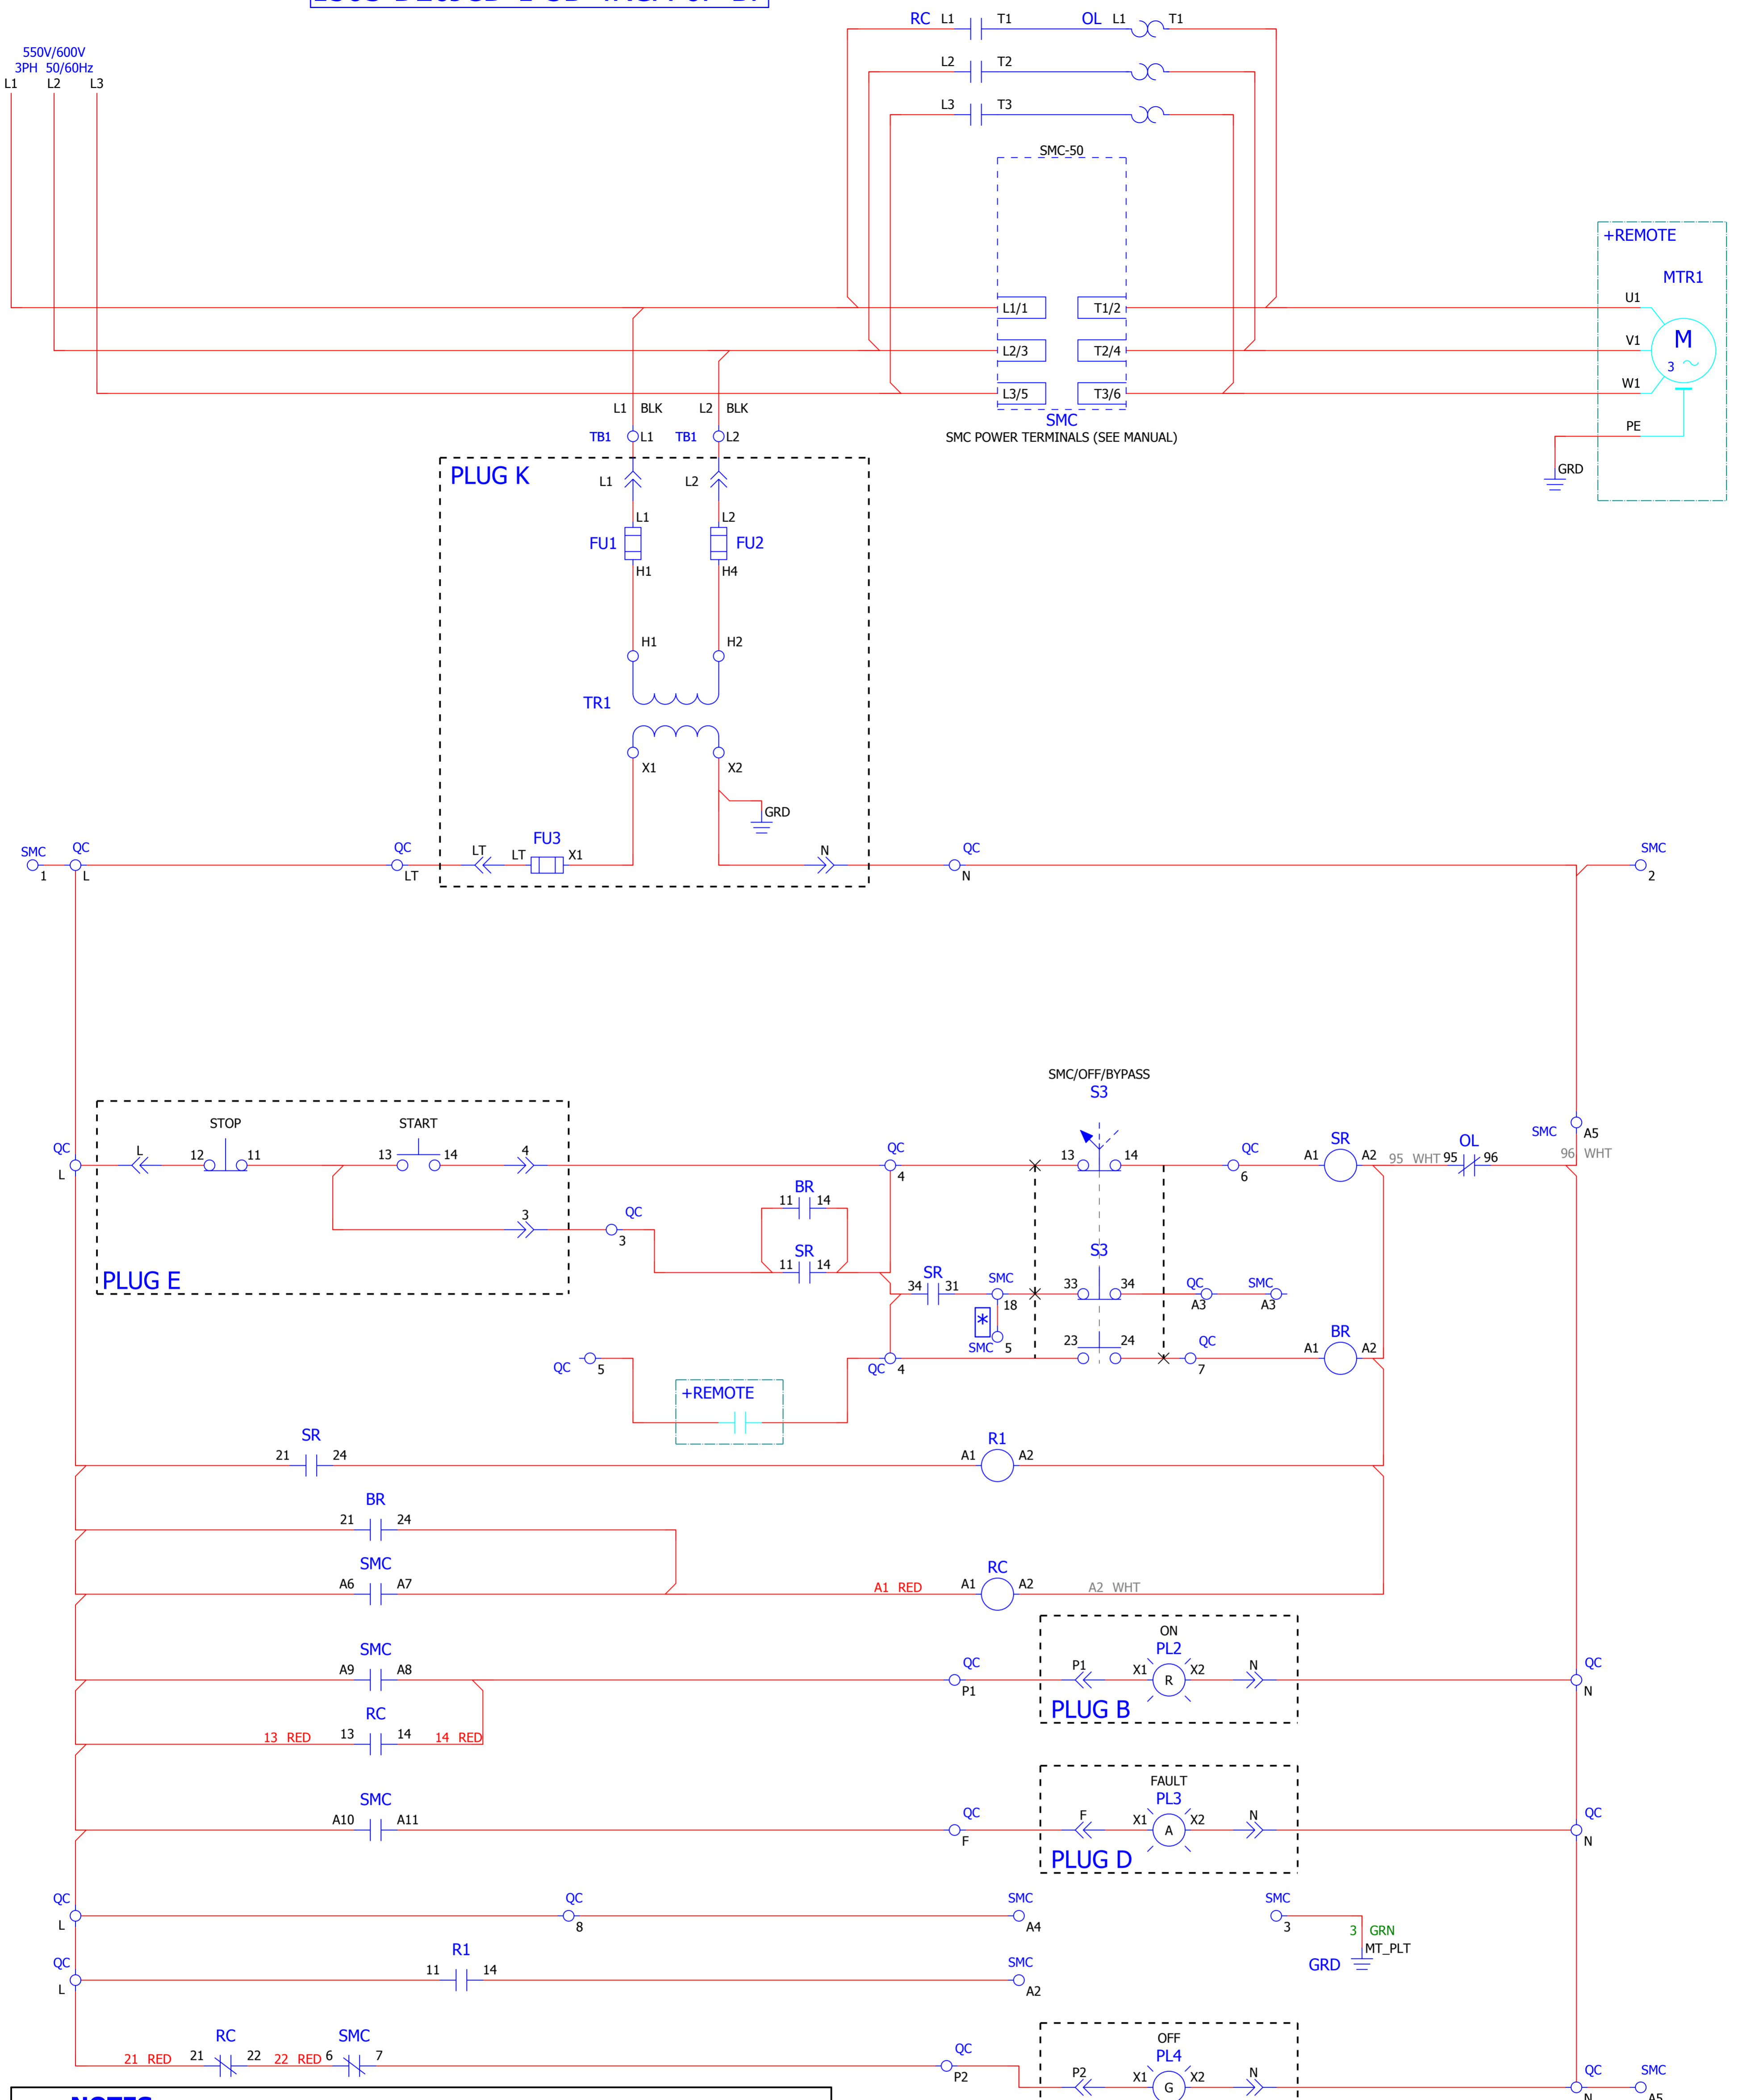 RC L1 T1 OL L1 T1
550V/600V
3PH 50/60Hz
L1 L2 L3
L2 T2
L3 T3
SMC-50
+REMOTE
MTR1
L1/1 T1/2 U1
L2/3 T2/4 V1
M
3
L3/5 T3/6 W1
L1 BLK L2 BLK
SMC
SMC POWER TERMINALS (SEE MANUAL)
PE
TB1 L1 TB1 L2
GRD
PLUG K
L1 L2
L1 L2
FU1 FU2
H1 H4
H1 H2
TR1
X1 X2
GRD
SMC QC QC FU3 QC SMC
LT LT X1 N
1 L LT N 2
SMC/OFF/BYPASS
S3
STOP START
QC L 12 11 13 14 4 QC 13 14 QC SR OL SMC A5
A1 A2 95 WHT 95 96 96 WHT
L 4 6
BR
11 14
3 QC
3
SR
11 14
S3
PLUG E
SR
34 31 SMC 33 34 QC SMC
18 A3 A3
*
SMC 5 23 24 QC BR
A1 A2
QC 5 QC 4 7
+REMOTE
SR R1
21 24 A1 A2
BR
21 24
SMC RC
A6 A7 A1 RED A1 A2 A2 WHT
ON
SMC QC PL2 QC
A9 A8 P1 X1 X2 N
R
P1 N
PLUG B
RC
13 RED 13 14 14 RED
FAULT
SMC QC PL3 QC
A10 A11 F X1 X2 N
A
F N
PLUG D
QC QC SMC SMC
L 8 A4 3
3 GRN
MT_PLT
GRD
QC R1 SMC
L 11 14 A2
OFF
RC SMC QC PL4
21 RED 21 22 22 RED 6 7
P2 P2 X1 X2 N QC SMC
G